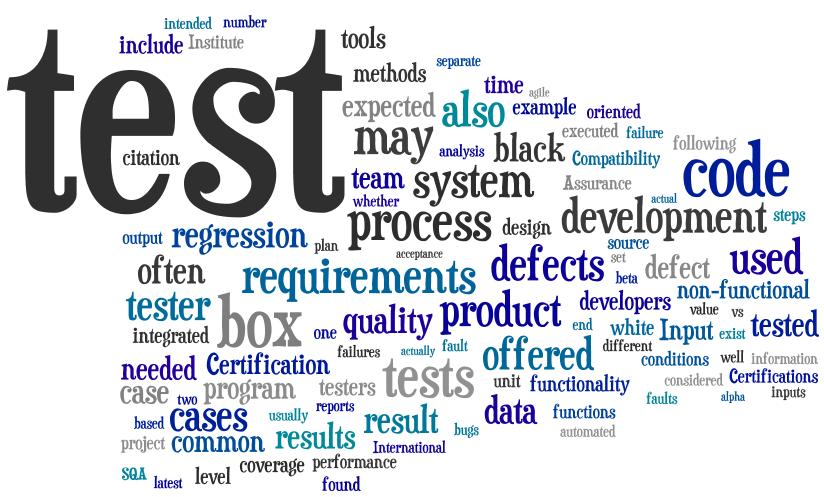 intended number
include Institute
test
tools
methods separate
time agile
expected also example oriented
may executed failure
citation analysis black Compatibility following
team system Assurance code
whether actual
process design development steps
output regression plan source
acceptance
often requirements defects set defect used
beta
tester box product developers non-functional
integrated one quality end white Input value vs exist tested
needed Certification failures actually fault offered different conditions well information
case two program testers tests unit functionality considered Certifications
based cases usually reports result data functions faults alpha inputs
project common results bugs automated
International
SQA latest level coverage performance
found